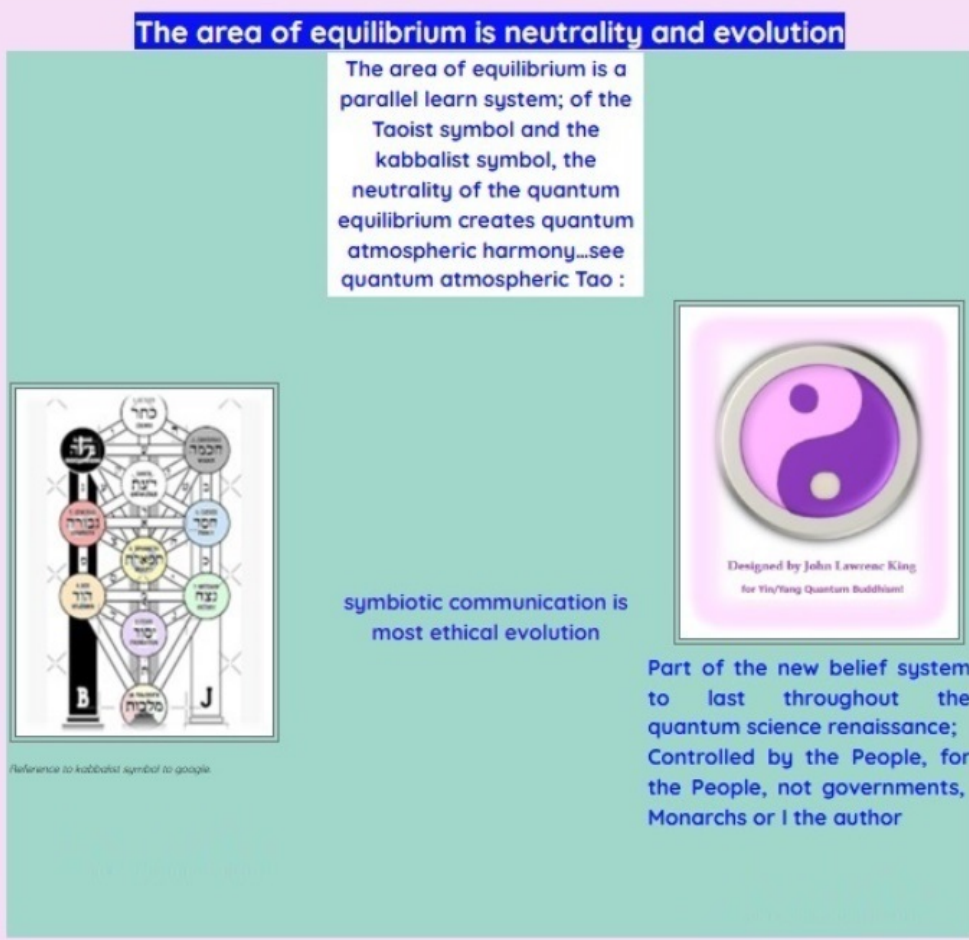 The area of equilibrium is neutrality and evolution
The area of equilibrium is a
parallel learn system; of the
Taoist symbol and the
kabbalist symbol, the
neutrality of the quantum
equilibrium creates quantum
atmospheric harmony...see
quantum atmospheric Tao :
כתר
חכמה
דעת
גבורה
חסד
תפארת
הוד
נצח
יסוד
מלכות
B
J
Reference to kabbalist symbol to google.
symbiotic communication is
most ethical evolution
Designed by John Lawrenc King
for Yin/Yang Quantum Buddhism!
Part of the new belief system
to last throughout the
quantum science renaissance;
Controlled by the People, for
the People, not governments,
Monarchs or I the author